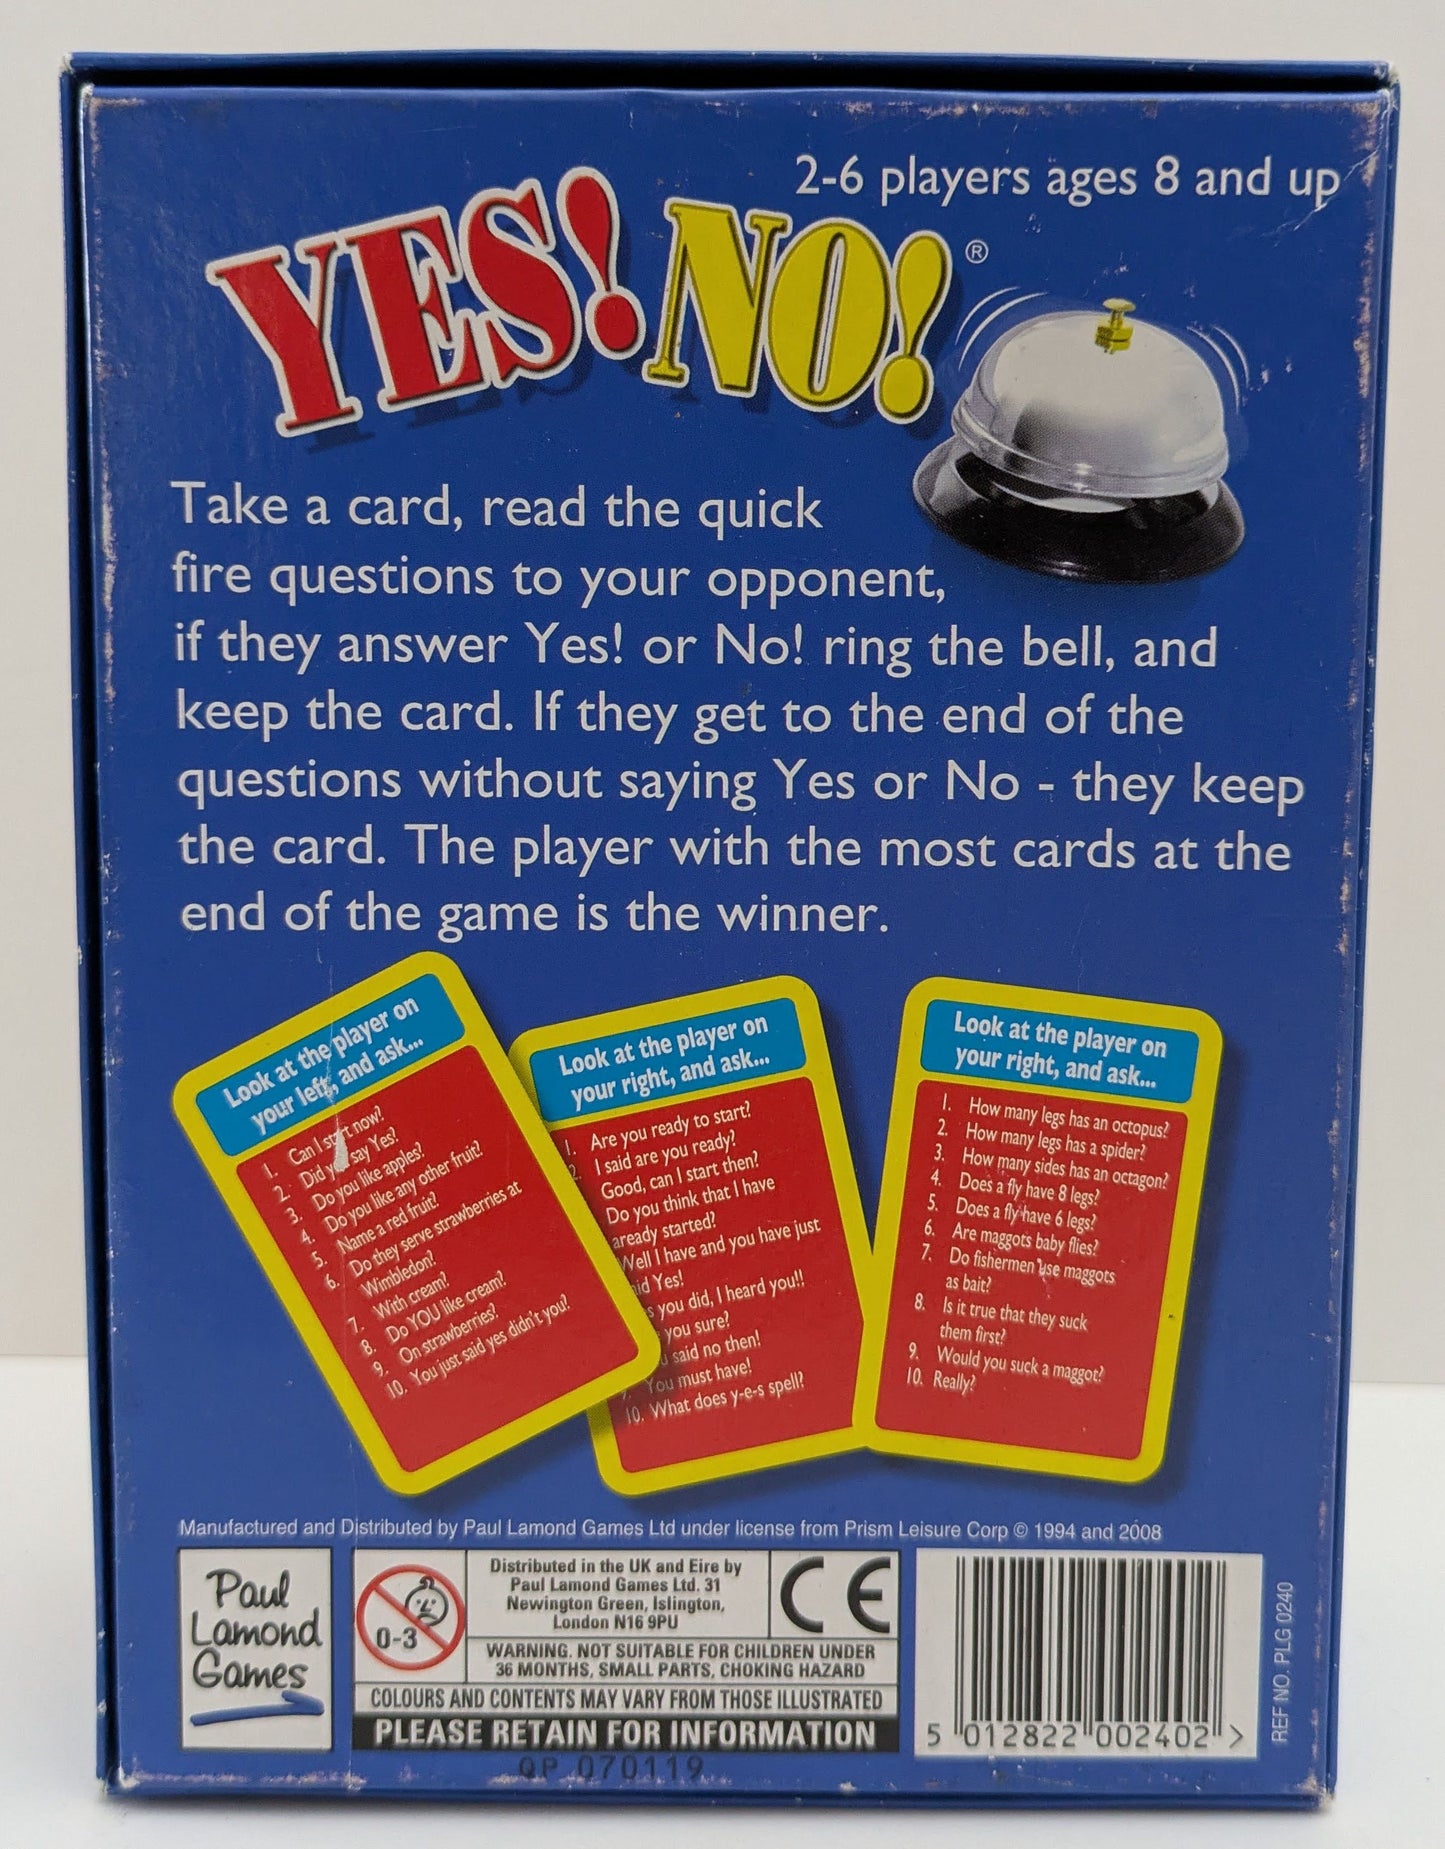 2-6 players ages 8 and up
YES! NO!®
Take a card, read the quick
fire questions to your opponent,
if they answer Yes! or No! ring the bell, and
keep the card. If they get to the end of the
questions without saying Yes or No - they keep
the card. The player with the most cards at the
end of the game is the winner.
Look at the player on
your left, and ask...
1. Can I start now?
2. Did you say Yes?
3. Do you like apples?
4. Do you like any other fruit?
5. Name a red fruit?
6. Do they serve strawberries at
Wimbledon?
7. With cream?
8. Do YOU like cream?
9. On strawberries?
10. You just said yes didn't you?
Look at the player on
your right, and ask...
1. Are you ready to start?
2. I said are you ready?
Good, can I start then?
Do you think that I have
aready started?
Well I have and you have just
Yes!
you did, I heard you!!
you sure?
said no then!
You must have!
10. What does y-e-s spell?
Look at the player on
your right, and ask...
1. How many legs has an octopus?
2. How many legs has a spider?
3. How many sides has an octagon?
4. Does a fly have 8 legs?
5. Does a fly have 6 legs?
6. Are maggots baby flies?
7. Do fishermen use maggots
as bait?
8. Is it true that they suck
them first?
9. Would you suck a maggot?
10. Really?
Manufactured and Distributed by Paul Lamond Games Ltd under license from Prism Leisure Corp © 1994 and 2008
Paul
Lamond
Games
0-3
Distributed in the UK and Eire by
Paul Lamond Games Ltd. 31
Newington Green, Islington,
London N16 9PU
CE
WARNING. NOT SUITABLE FOR CHILDREN UNDER
36 MONTHS, SMALL PARTS, CHOKING HAZARD
COLOURS AND CONTENTS MAY VARY FROM THOSE ILLUSTRATED
PLEASE RETAIN FOR INFORMATION
QP 070119
5 012822 002402 >
REF NO. PLG 0240